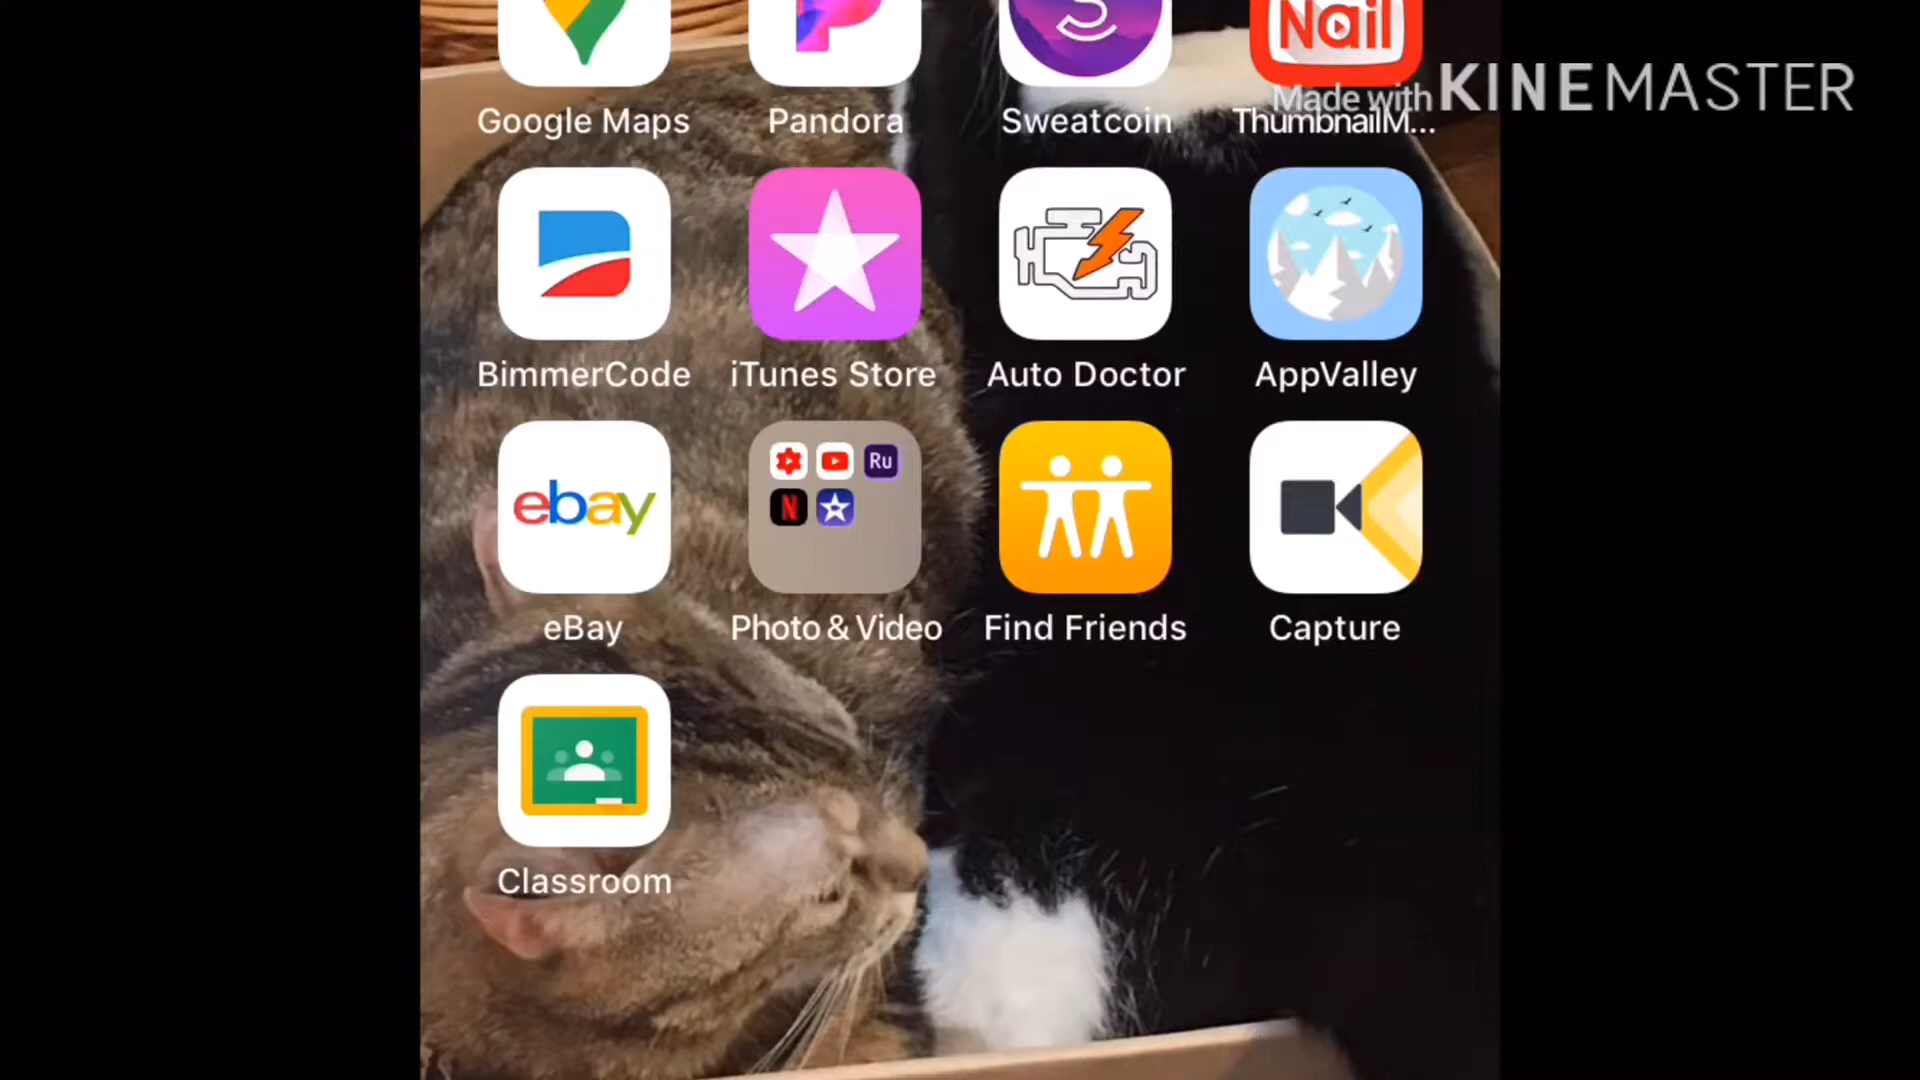 Nail
Made with KINEMASTER
Google Maps
Pandora
Sweatcoin
ThumbnailM...
BimmerCode
iTunes Store
Auto Doctor
AppValley
ebay
Ru
N
eBay
Photo & Video
Find Friends
Capture
Classroom